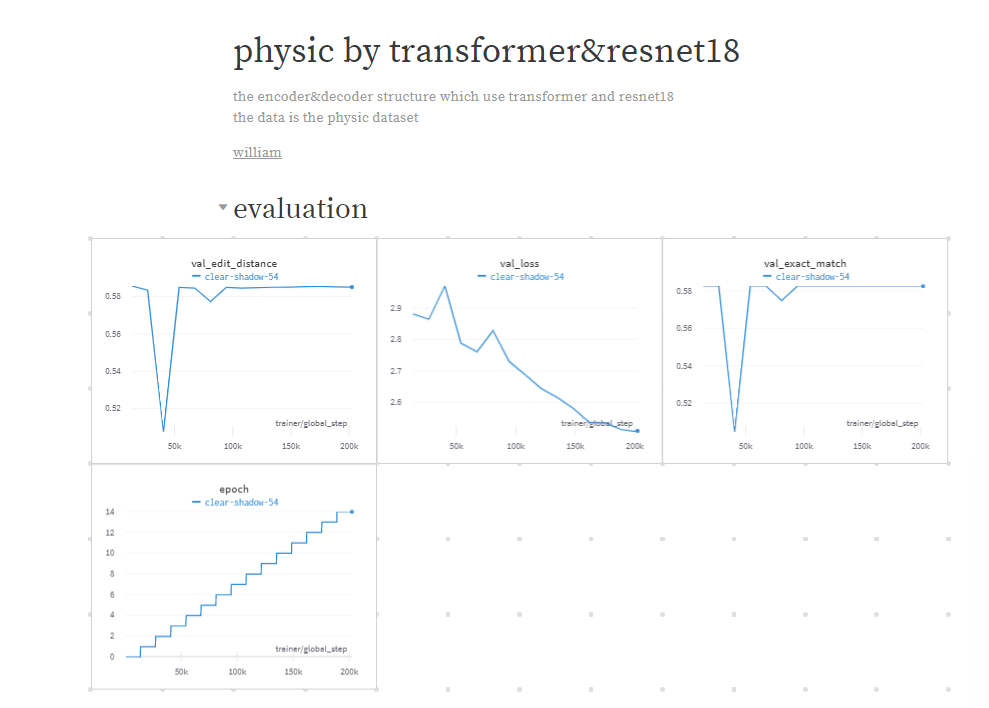 physic by transformer&resnet18
the encoder&decoder structure which use transformer and resnet18
the data is the physic dataset
william
evaluation
val_edit_distance
clear-shadow-54
0.58
0.56
0.54
0.52
trainer/global_step
50k 100k 150k 200k
val_loss
clear-shadow-54
2.9
2.8
2.7
2.6
trainer/global_step
50k 100k 150k 200k
val_exact_match
clear-shadow-54
0.58
0.56
0.54
0.52
trainer/global_step
50k 100k 150k 200k
epoch
clear-shadow-54
14
12
10
8
6
4
2
0
trainer/global_step
50k 100k 150k 200k